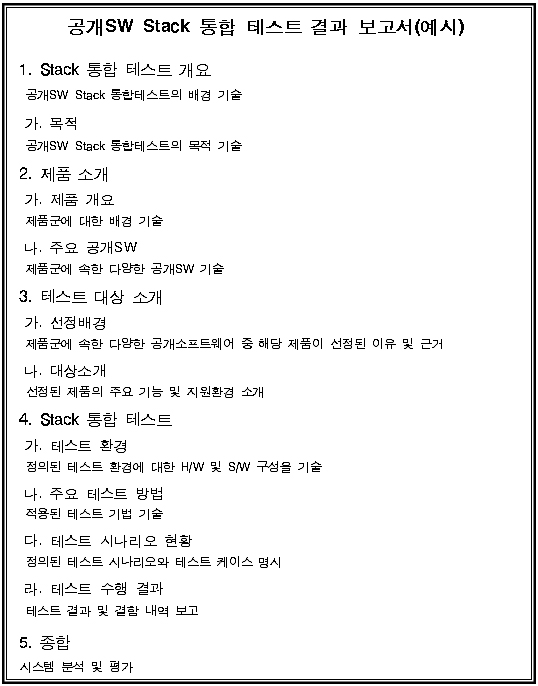 공개SW Stack 통합 테스트 결과 보고서(예시)
1. Stack 통합 테스트 개요
공개SW Stack 통합테스트의 배경 기술
가. 목적
공개SW Stack 통합테스트의 목적 기술
2. 제품 소개
가. 제품 개요
제품군에 대한 배경 기술
나. 주요 공개SW
제품군에 속한 다양한 공개SW 기술
3. 테스트 대상 소개
가. 선정배경
제품군에 속한 다양한 공개소프트웨어 중 해당 제품이 선정된 이유 및 근거
나. 대상소개
선정된 제품의 주요 기능 및 지원환경 소개
4. Stack 통합 테스트
가. 테스트 환경
정의된 테스트 환경에 대한 H/W 및 S/W 구성을 기술
나. 주요 테스트 방법
적용된 테스트 기법 기술
다. 테스트 시나리오 현황
정의된 테스트 시나리오와 테스트 케이스 명시
라. 테스트 수행 결과
테스트 결과 및 결함 내역 보고
5. 종합
시스템 분석 및 평가